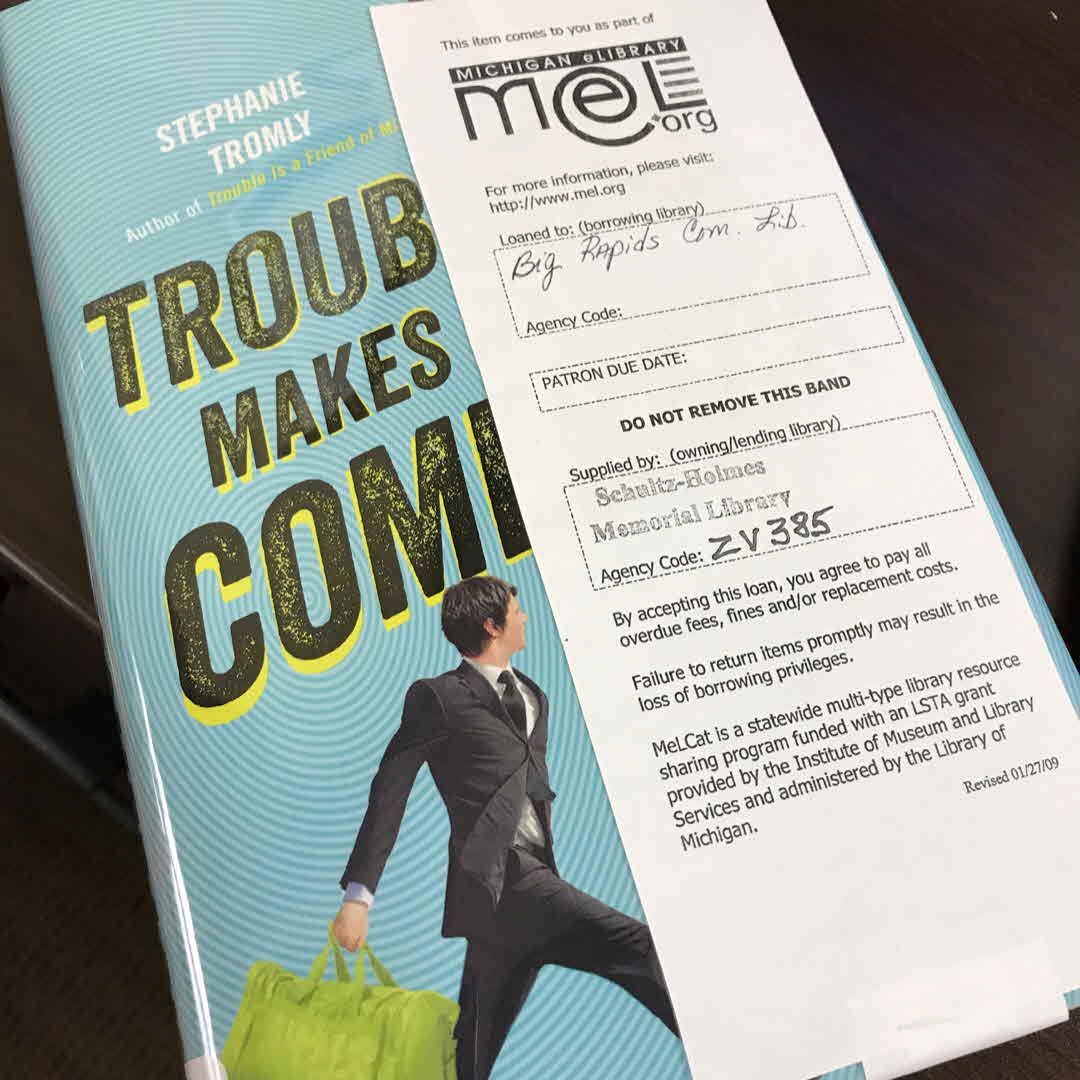 STEPHANIE
TROMLY
Author of Trouble is a Friend of Mi
TROUB
MAKES
COM
This item comes to you as part of
MICHIGAN eLIBRARY
meL
.org
For more information, please visit:
http://www.mel.org
Loaned to: (borrowing library)
Big Rapids Com. Lib.
Agency Code:
PATRON DUE DATE:
DO NOT REMOVE THIS BAND
Supplied by: (owning/lending library)
Schultz-Holmes
Memorial Library
Agency Code: ZV385
By accepting this loan, you agree to pay all
overdue fees, fines and/or replacement costs.
Failure to return items promptly may result in the
loss of borrowing privileges.
MeLCat is a statewide multi-type library resource
sharing program funded with an LSTA grant
provided by the Institute of Museum and Library
Services and administered by the Library of
Michigan.
Revised 01/27/09